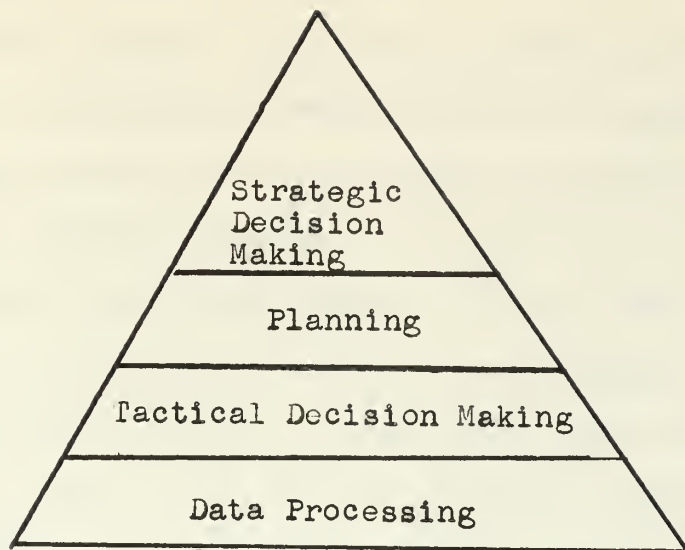 Strategic
Decision
Making
Planning
Tactical Decision Making
Data Processing